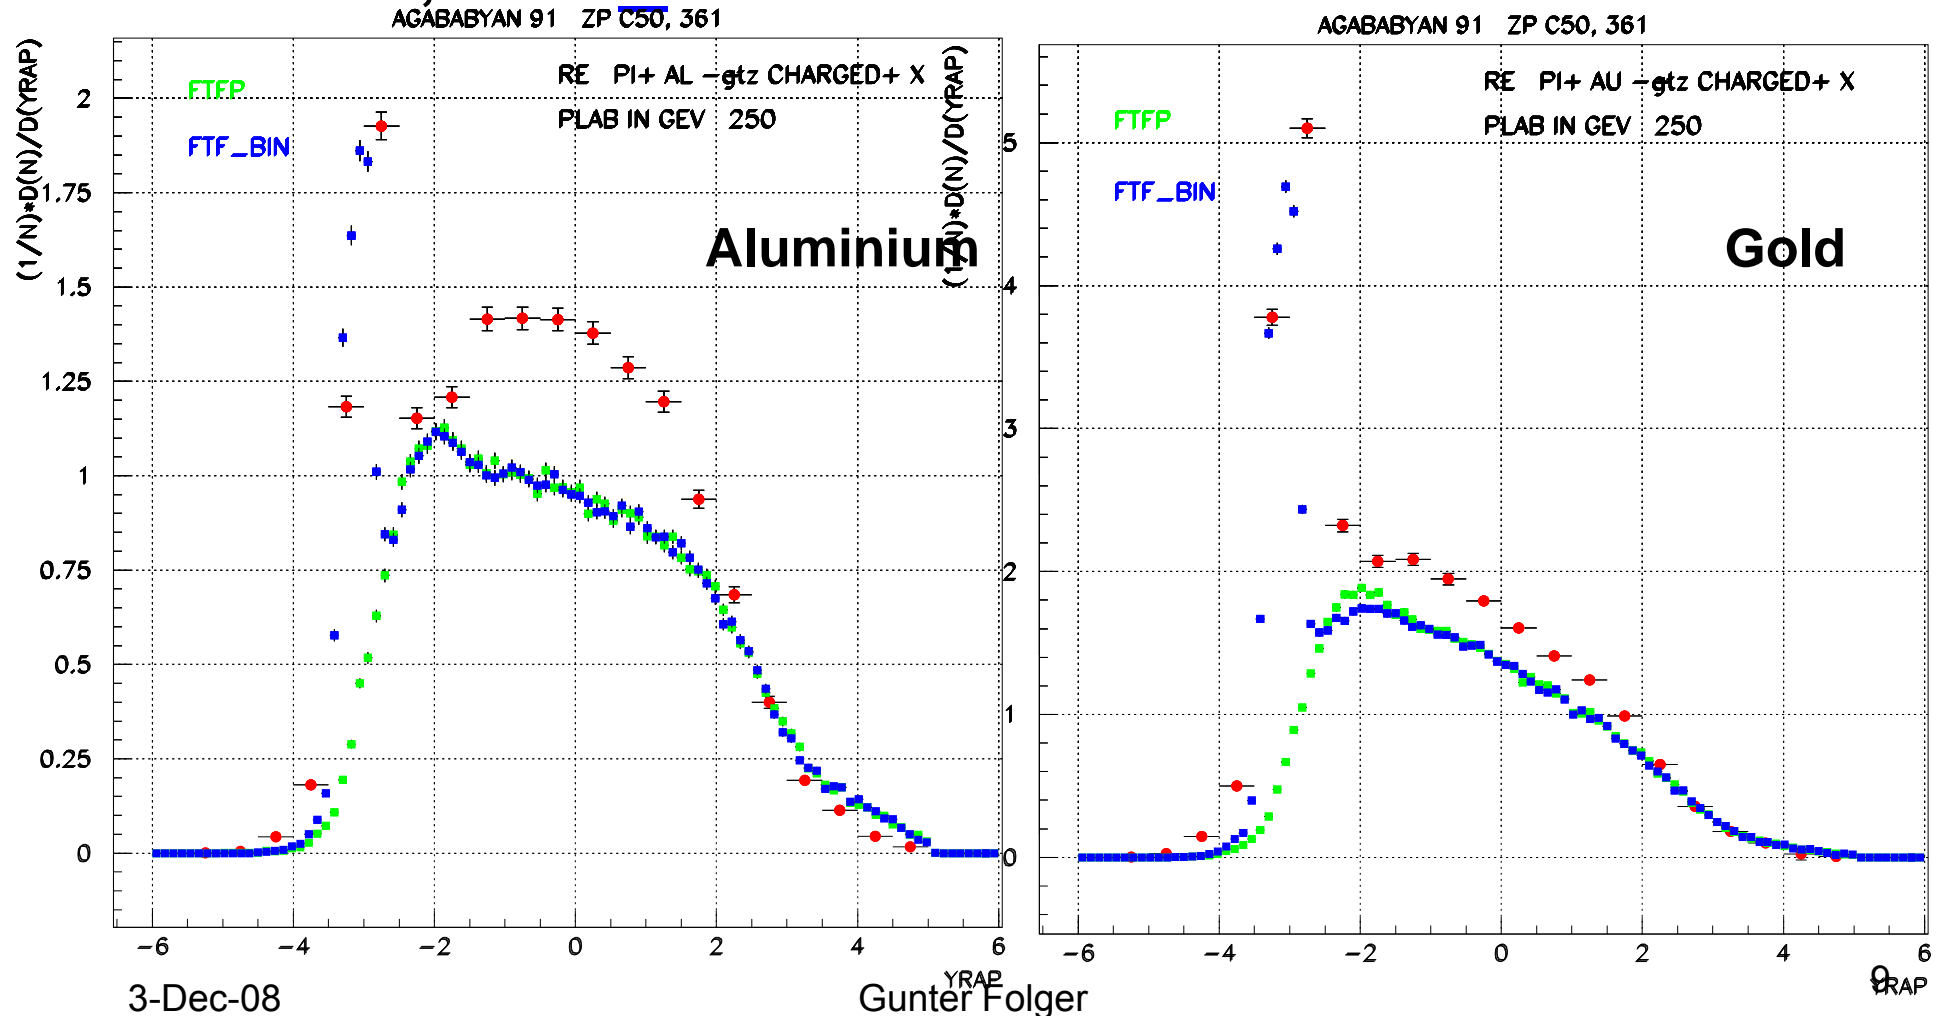 AGABABYAN 91 ZP C50, 361
(1/N)*D(N)/D(YRAP)
RE PI+ AL -gtz CHARGED+ X
PLAB IN GEV 250
FTFP
FTF_BIN
Aluminium
2
1.75
1.5
1.25
1
0.75
0.5
0.25
0
-6 -4 -2 0 2 4 6
YRAP
AGABABYAN 91 ZP C50, 361
(1/N)*D(N)/D(YRAP)
RE PI+ AU -gtz CHARGED+ X
PLAB IN GEV 250
FTFP
FTF_BIN
Gold
5
4
3
2
1
0
-6 -4 -2 0 2 4 6
YRAP
3-Dec-08
Gunter Folger
9